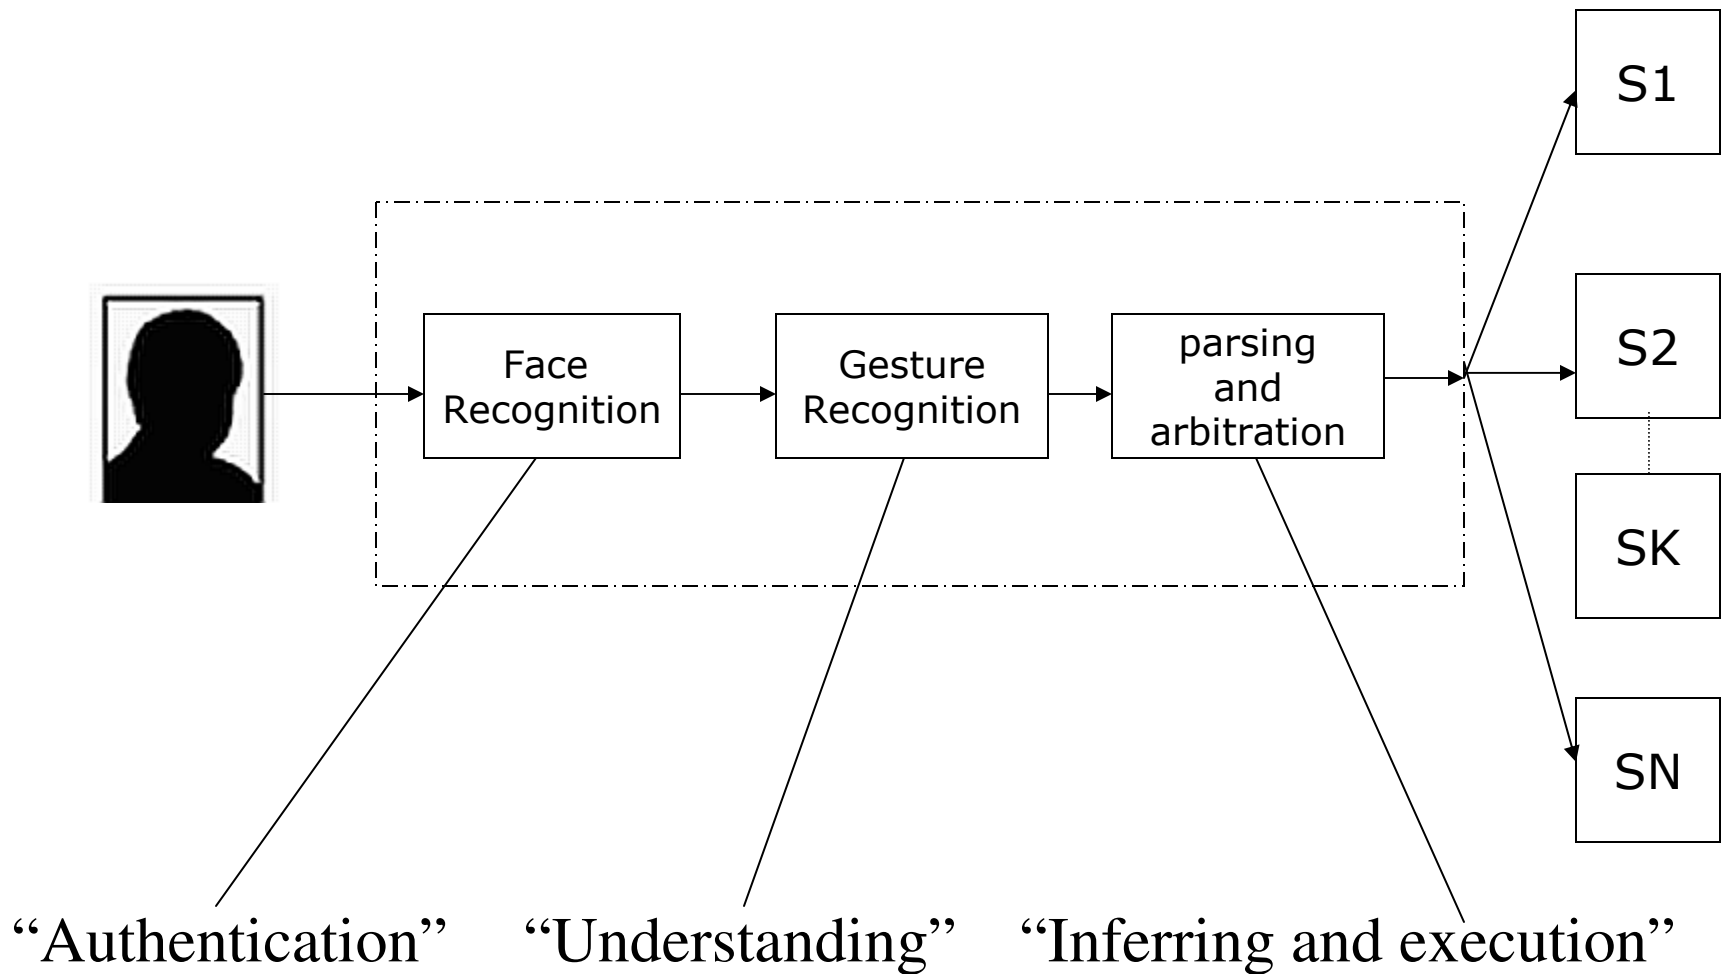 S1
S2
SK
SN
Face
Recognition
Gesture
Recognition
parsing
and
arbitration
“Authentication”
“Understanding”
“Inferring and execution”